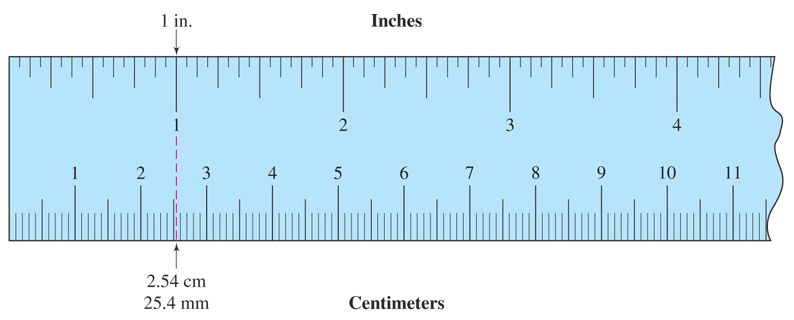 1 in. Inches
1 2 3 4
1 2 3 4 5 6 7 8 9 10 11
2.54 cm
25.4 mm Centimeters